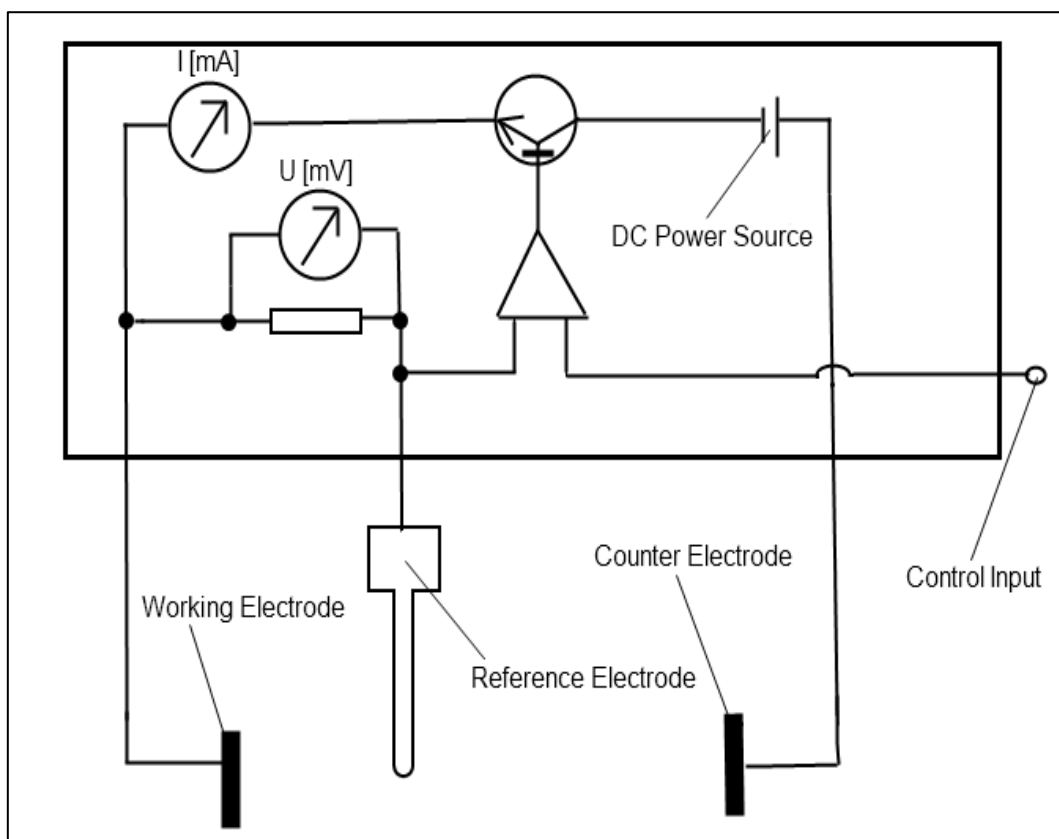 I [mA]
U [mV]
DC Power Source
Counter Electrode
Control Input
Working Electrode
Reference Electrode